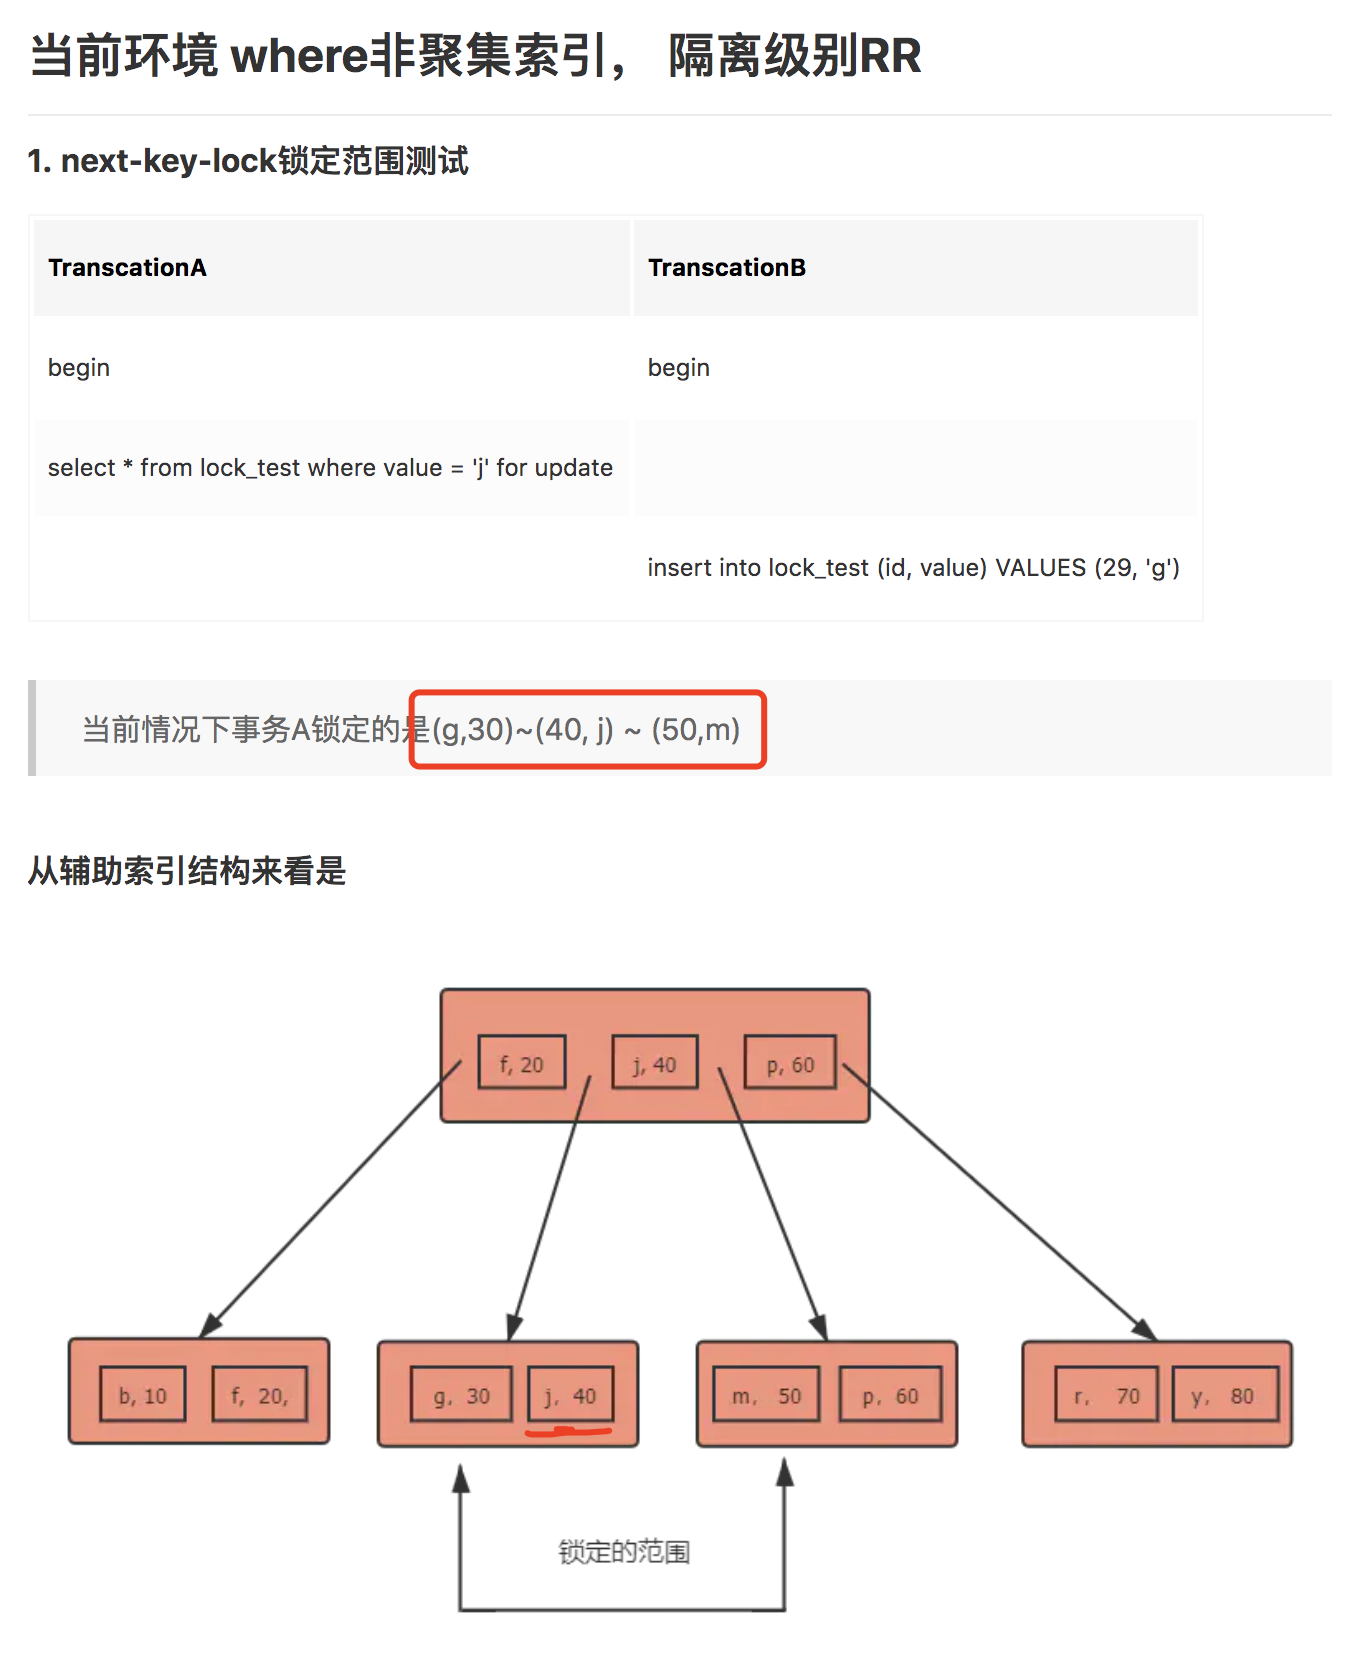 当前环境 where非聚集索引， 隔离级别RR
1. next-key-lock锁定范围测试
TranscationA TranscationB
begin begin
select * from lock_test where value = 'j' for update
insert into lock_test (id, value) VALUES (29, 'g')
当前情况下事务A锁定的是(g,30)~(40, j) ~ (50,m)
从辅助索引结构来看是
f, 20 j, 40 p, 60
b, 10 f, 20, g, 30 j, 40 m, 50 p, 60 r, 70 y, 80
锁定的范围